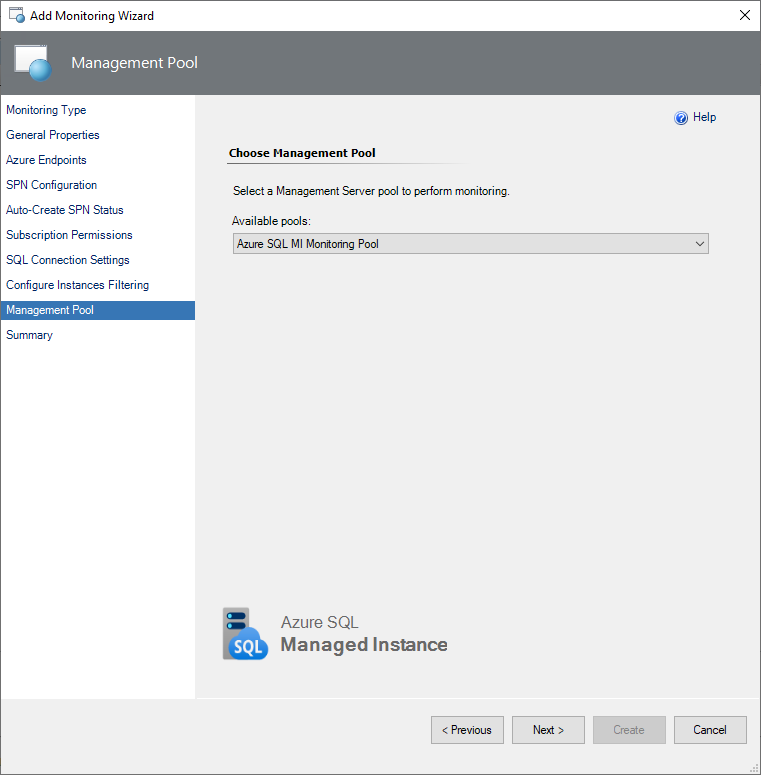 Add Monitoring Wizard
Management Pool
Monitoring Type
General Properties
Azure Endpoints
SPN Configuration
Auto-Create SPN Status
Subscription Permissions
SQL Connection Settings
Configure Instances Filtering
Management Pool
Summary
Help
Choose Management Pool
Select a Management Server pool to perform monitoring.
Available pools:
Azure SQL MI Monitoring Pool
SQL
Azure SQL
Managed Instance
< Previous
Next >
Create
Cancel